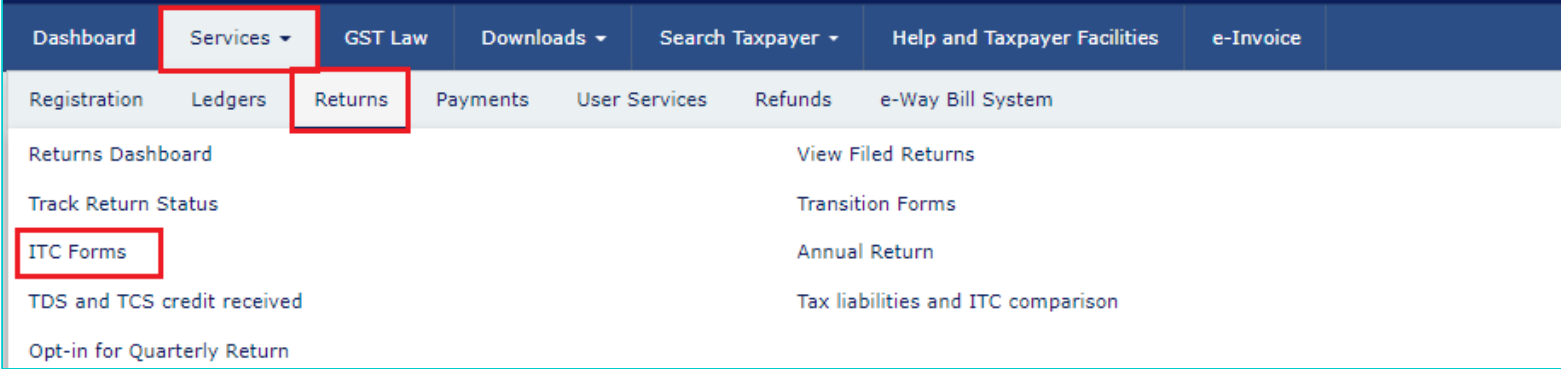 Dashboard Services GST Law Downloads Search Taxpayer Help and Taxpayer Facilities e-Invoice
Registration Ledgers Returns Payments User Services Refunds e-Way Bill System
Returns Dashboard View Filed Returns
Track Return Status Transition Forms
ITC Forms Annual Return
TDS and TCS credit received Tax liabilities and ITC comparison
Opt-in for Quarterly Return